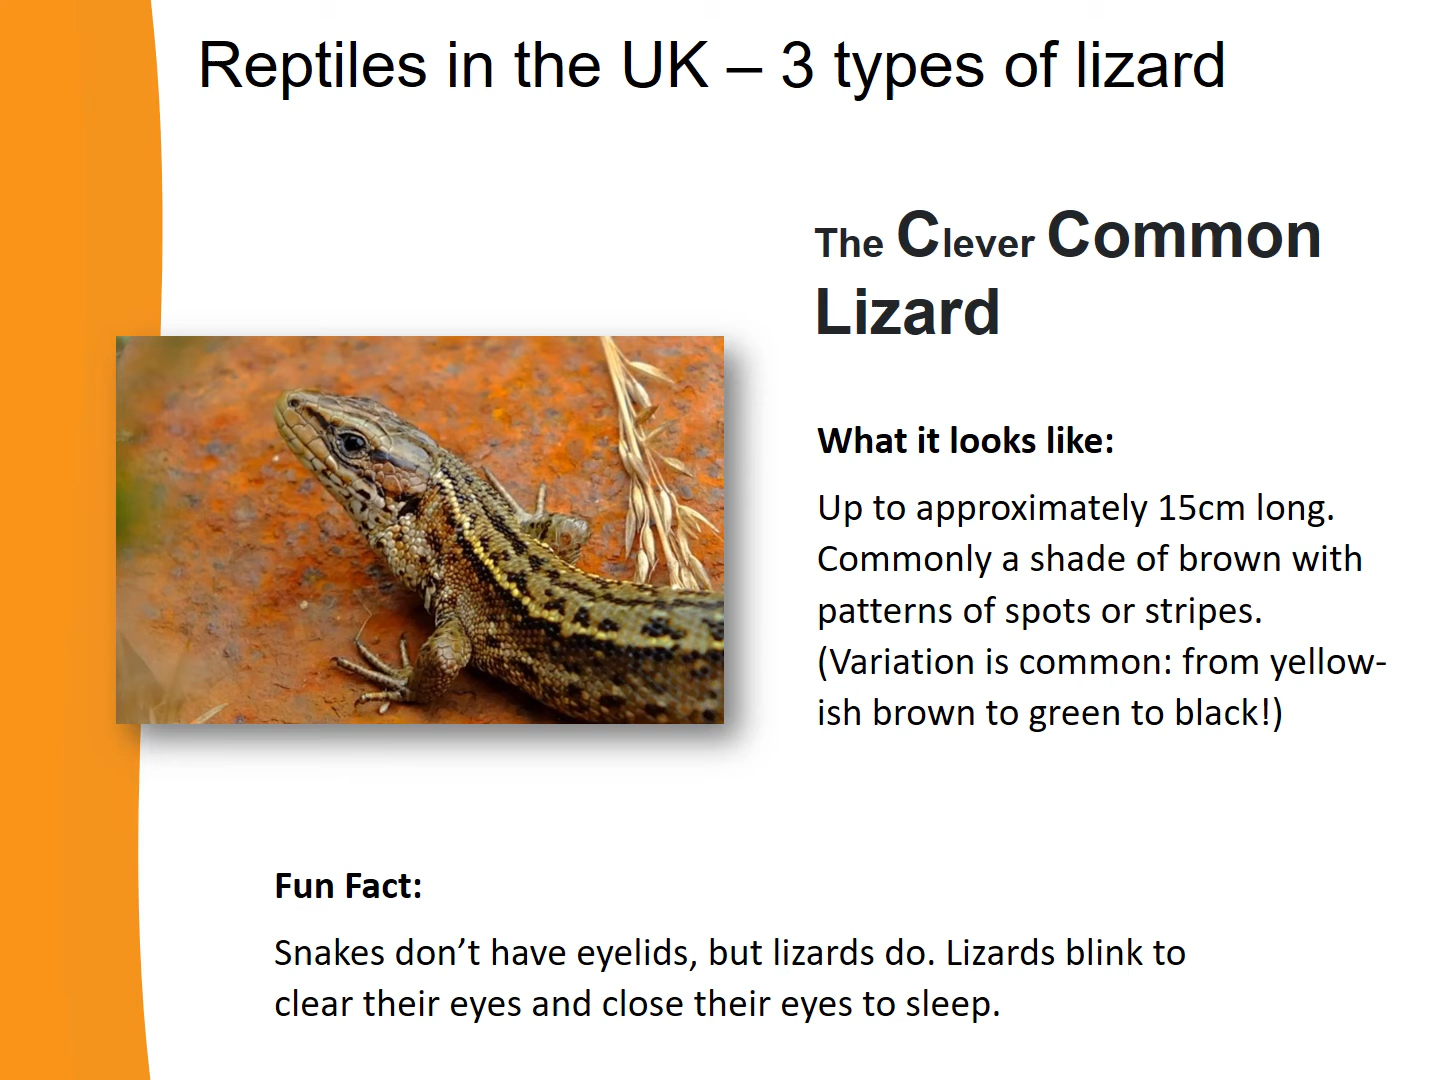 Reptiles in the UK – 3 types of lizard
The Clever Common
Lizard
What it looks like:
Up to approximately 15cm long.
Commonly a shade of brown with
patterns of spots or stripes.
(Variation is common: from yellow-
ish brown to green to black!)
Fun Fact:
Snakes don’t have eyelids, but lizards do. Lizards blink to
clear their eyes and close their eyes to sleep.